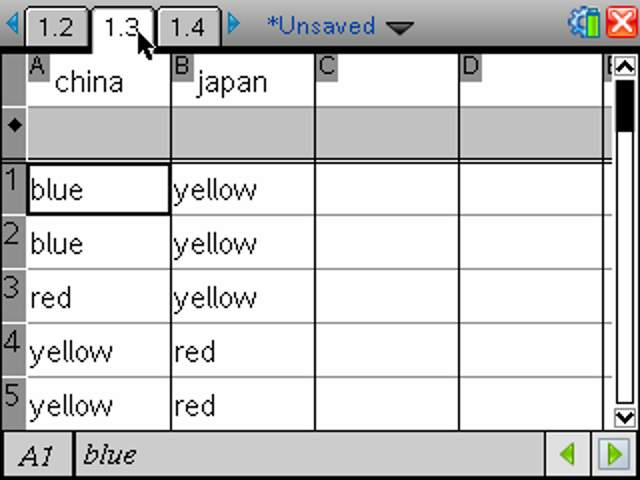 1.2 1.3 1.4 *Unsaved
A china B japan C D E
1 blue yellow
2 blue yellow
3 red yellow
4 yellow red
5 yellow red
A1 blue